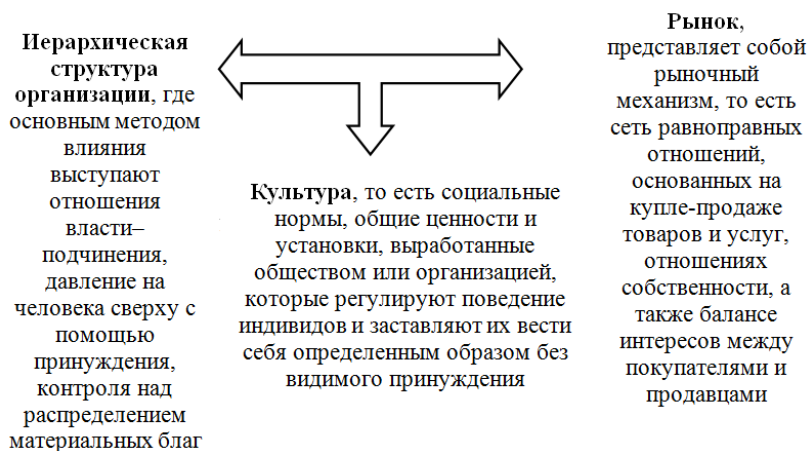 Иерархическая
структура
организации, где
основным методом
влияния
выступают
отношения
власти–
подчинения,
давление на
человека сверху с
помощью
принуждения,
контроля над
распределением
материальных благ
Культура, то есть социальные
нормы, общие ценности и
установки, выработанные
обществом или организацией,
которые регулируют поведение
индивидов и заставляют их вести
себя определенным образом без
видимого принуждения
Рынок,
представляет собой
рыночный
механизм, то есть
сеть равноправных
отношений,
основанных на
купле-продаже
товаров и услуг,
отношениях
собственности, а
также балансе
интересов между
покупателями и
продавцами